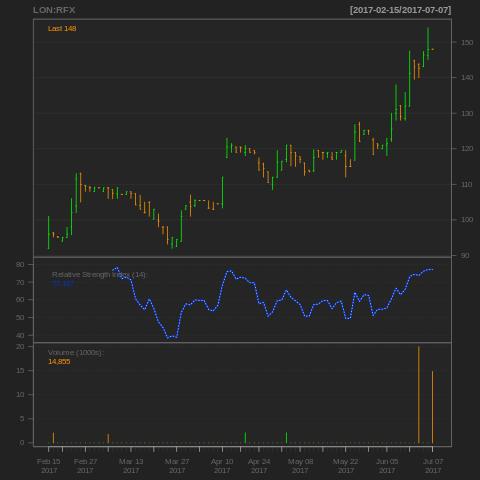 LON:RFX [2017-02-15/2017-07-07]
Last 148
150
140
130
120
110
100
90
Relative Strength Index (14):
80
70
60
50
40
Volume (1000s):
14,855
20
15
10
5
0
Feb 15 2017
Feb 27 2017
Mar 13 2017
Mar 27 2017
Apr 10 2017
Apr 24 2017
May 08 2017
May 22 2017
Jun 05 2017
Jul 07 2017